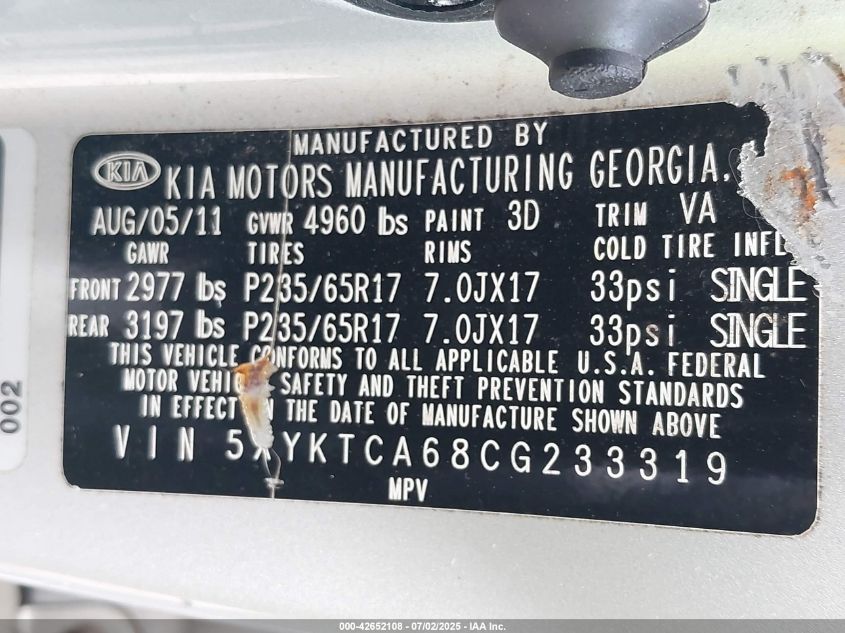 MANUFACTURED BY
KIA KIA MOTORS MANUFACTURING GEORGIA,
AUG/05/11 GVWR 4960 lbs PAINT 3D TRIM VA
GAWR TIRES RIMS COLD TIRE INFL
FRONT 2977 lbs P235/65R17 7.0JX17 33psi SINGLE
REAR 3197 lbs P235/65R17 7.0JX17 33psi SINGLE
THIS VEHICLE CONFORMS TO ALL APPLICABLE U.S.A. FEDERAL
MOTOR VEHIC SAFETY AND THEFT PREVENTION STANDARDS
IN EFFECT ON THE DATE OF MANUFACTURE SHOWN ABOVE
VIN 5XYKTCA68CG233319
MPV
002
000-42652108 - 07/02/2025 - IAA Inc.